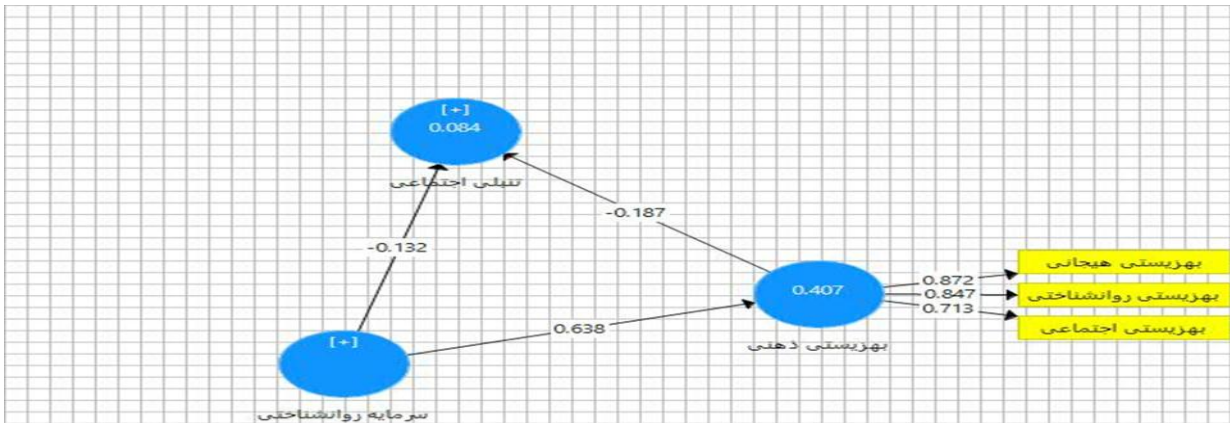 [+]
0.084
تنبلی اجتماعی
-0.187
-0.132
بهزیستی هیجانی
0.872
0.407
0.847
بهزیستی روانشناختی
0.713
بهزیستی اجتماعی
0.638
بهزیستی ذهنی
[+]
سرمایه روانشناختی